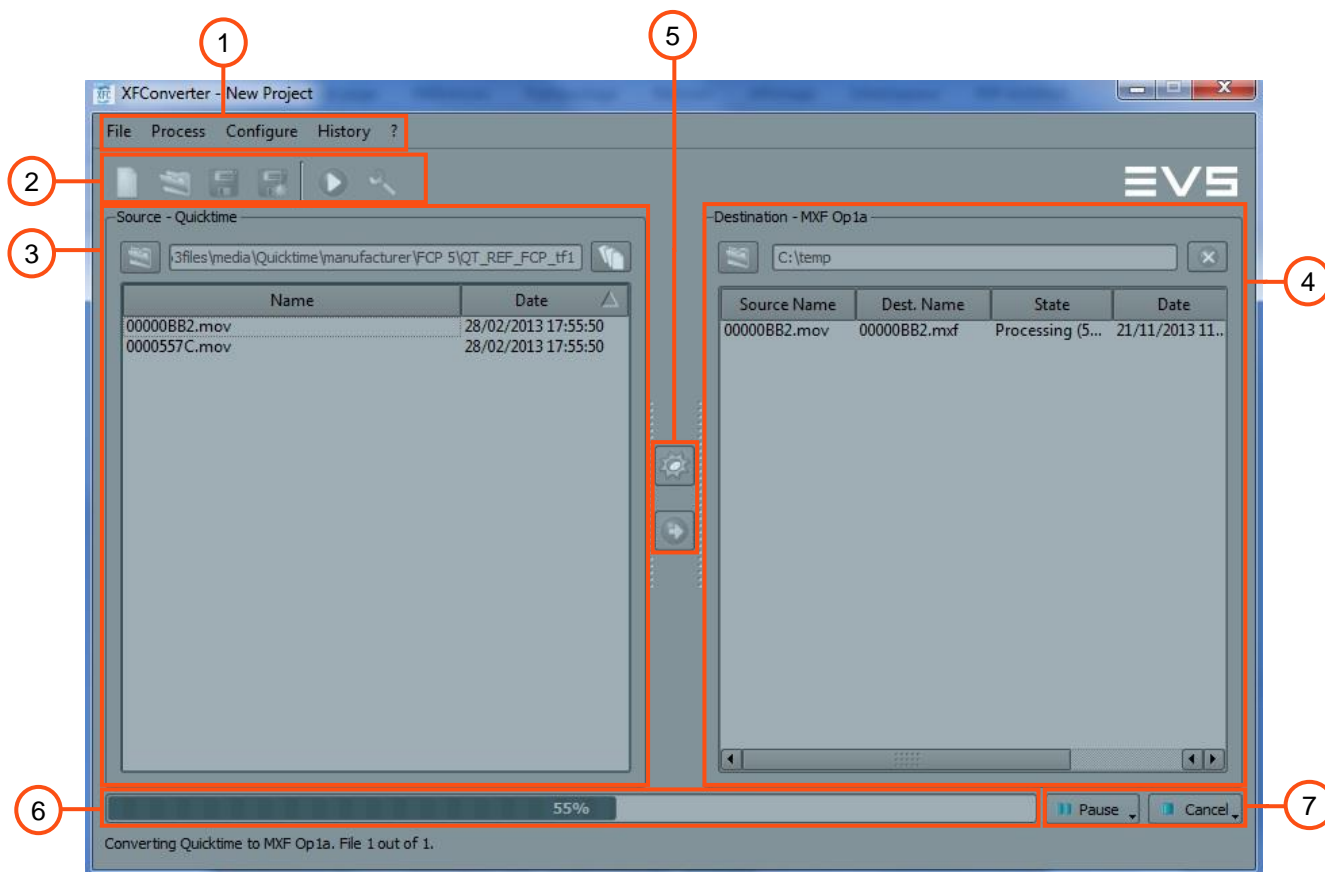 1
5
XFConverter - New Project
File Process Configure History ?
2
EVS
Source - Quicktime
Destination - MXF Op1a
3
3files\media\Quicktime\manufacturer\FCP 5\QT_REF_FCP_tf1
C:\temp
4
Name Date
Source Name Dest. Name State Date
00000BB2.mov 28/02/2013 17:55:50
00000BB2.mov 00000BB2.mxf Processing (5... 21/11/2013 11..
0000557C.mov 28/02/2013 17:55:50
6
55%
Pause Cancel
7
Converting Quicktime to MXF Op1a. File 1 out of 1.